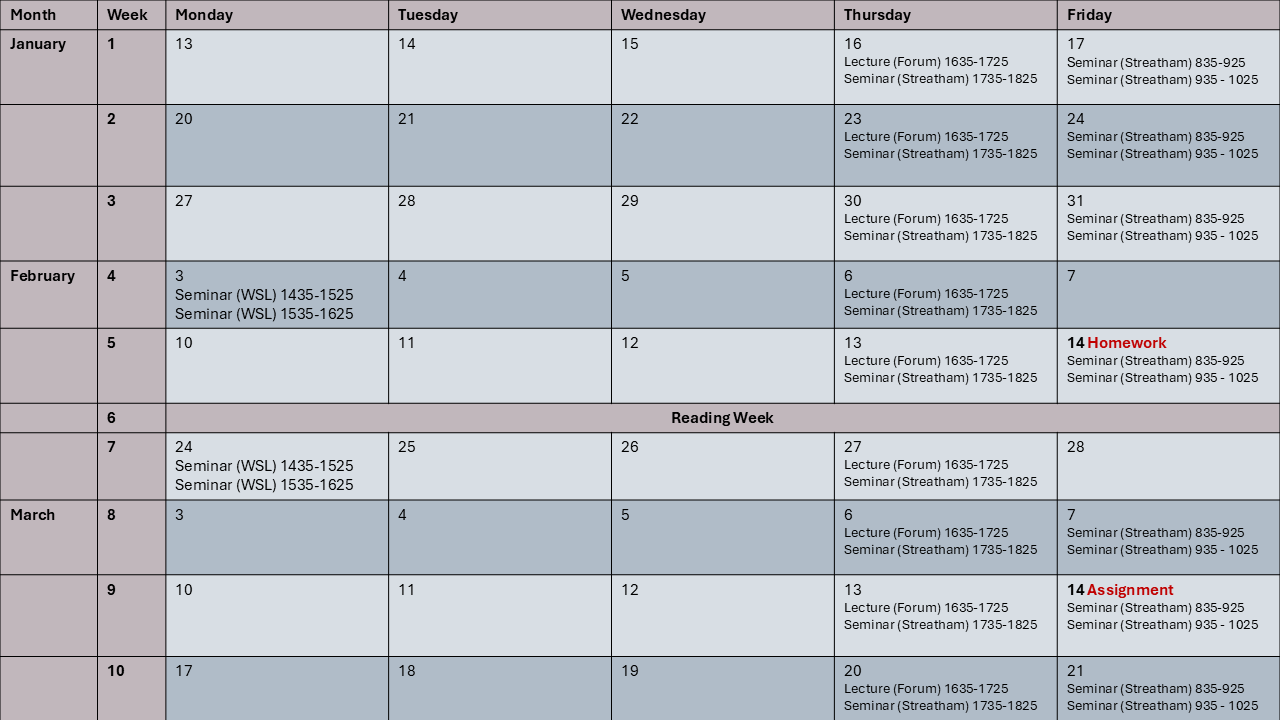 Month Week Monday Tuesday Wednesday Thursday Friday
January 1 13 14 15 16 17
Lecture (Forum) 1635-1725 Seminar (Streatham) 835-925
Seminar (Streatham) 1735-1825 Seminar (Streatham) 935 - 1025
2 20 21 22 23 24
Lecture (Forum) 1635-1725 Seminar (Streatham) 835-925
Seminar (Streatham) 1735-1825 Seminar (Streatham) 935 - 1025
3 27 28 29 30 31
Lecture (Forum) 1635-1725 Seminar (Streatham) 835-925
Seminar (Streatham) 1735-1825 Seminar (Streatham) 935 - 1025
February 4 3 4 5 6 7
Seminar (WSL) 1435-1525 Lecture (Forum) 1635-1725
Seminar (WSL) 1535-1625 Seminar (Streatham) 1735-1825
5 10 11 12 13 14 Homework
Lecture (Forum) 1635-1725 Seminar (Streatham) 835-925
Seminar (Streatham) 1735-1825 Seminar (Streatham) 935 - 1025
6 Reading Week
7 24 25 26 27 28
Seminar (WSL) 1435-1525 Lecture (Forum) 1635-1725
Seminar (WSL) 1535-1625 Seminar (Streatham) 1735-1825
March 8 3 4 5 6 7
Lecture (Forum) 1635-1725 Seminar (Streatham) 835-925
Seminar (Streatham) 1735-1825 Seminar (Streatham) 935 - 1025
9 10 11 12 13 14 Assignment
Lecture (Forum) 1635-1725 Seminar (Streatham) 835-925
Seminar (Streatham) 1735-1825 Seminar (Streatham) 935 - 1025
10 17 18 19 20 21
Lecture (Forum) 1635-1725 Seminar (Streatham) 835-925
Seminar (Streatham) 1735-1825 Seminar (Streatham) 935 - 1025